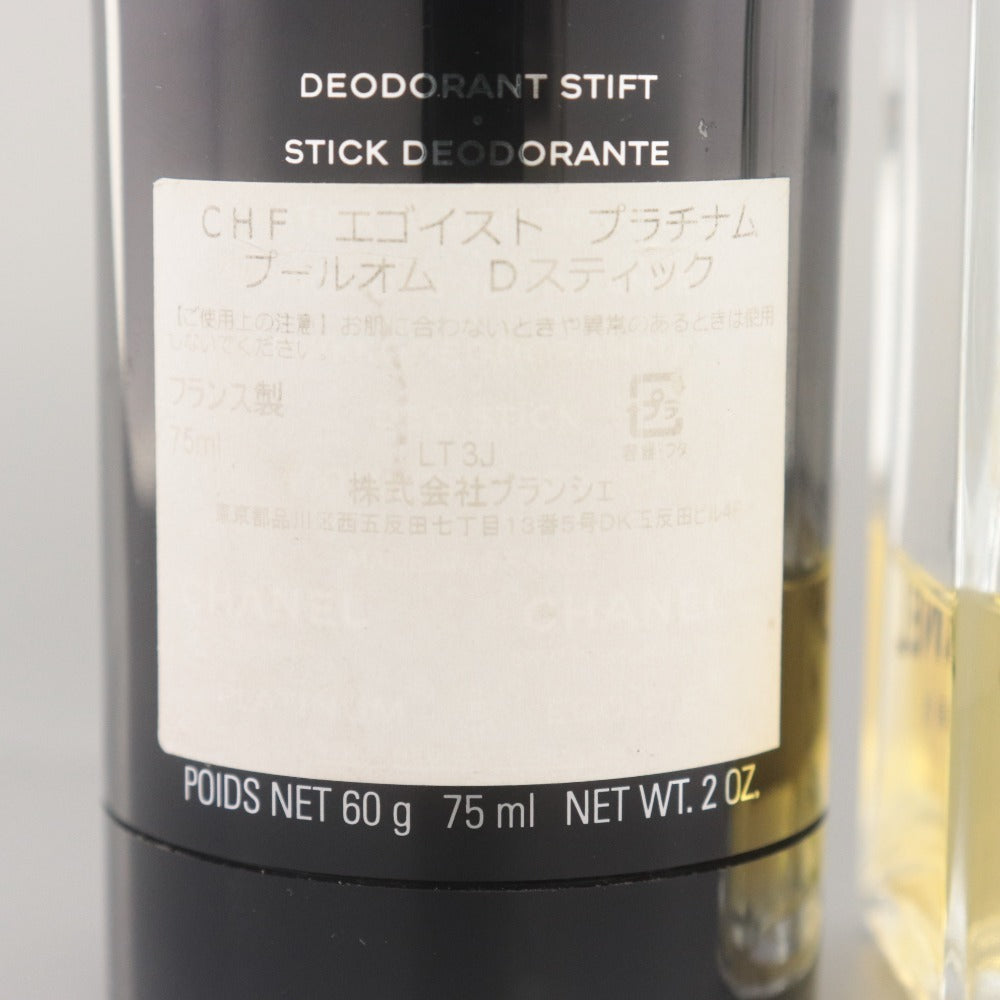 DEODORANT STIFT
STICK DEODORANTE
CHF エゴイスト プラチナム
プールオム Dスティック
【ご使用上の注意】お肌に合わないときや異常のあるときは使用
しないでください。
フランス製
75ml
プラ
容器・フタ
LT3J
株式会社ブランシェ
東京都品川区西五反田七丁目13番5号DK五反田ビル4F
CHANEL CHANEL
POIDS NET 60 g 75 ml NET WT. 2 OZ.